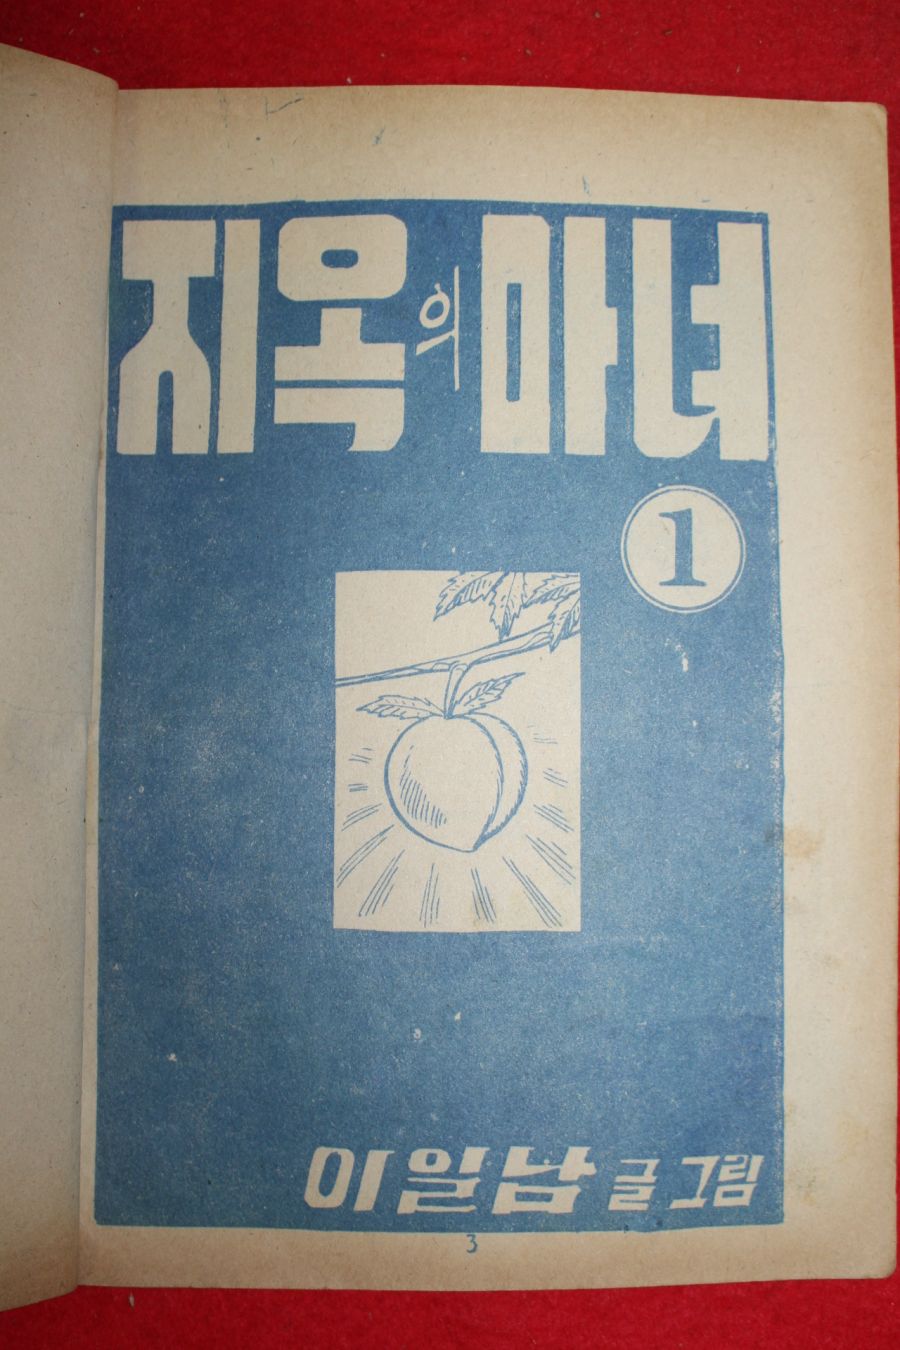 지옥의 마녀
1
이일남 글 그림
3